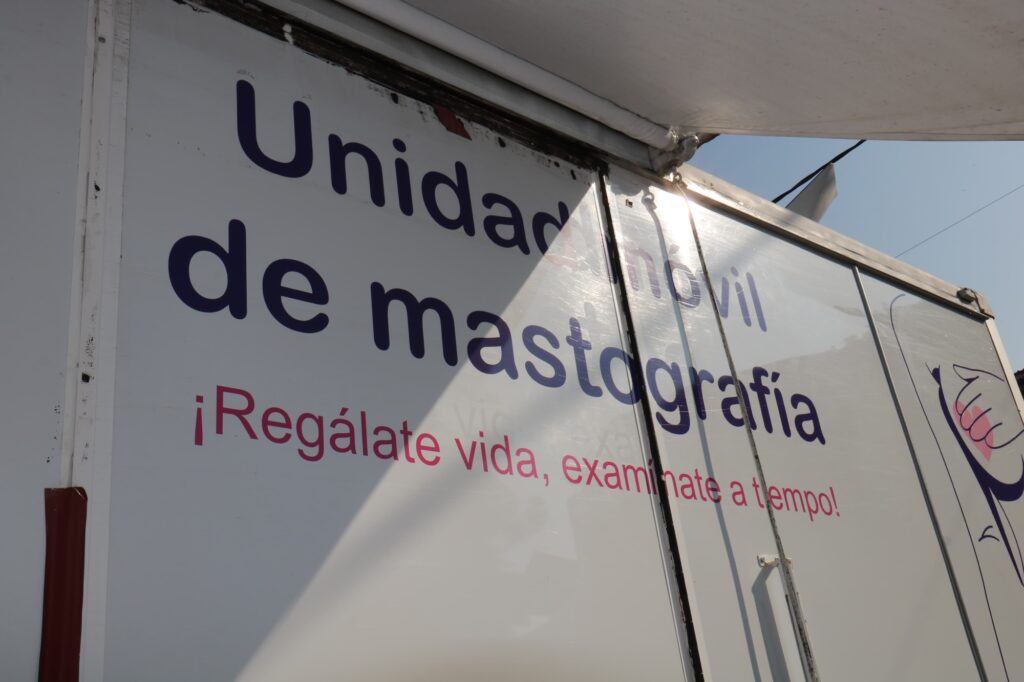 Unidad móvil
de mastografía
¡Regálate vida, examínate a tiempo!